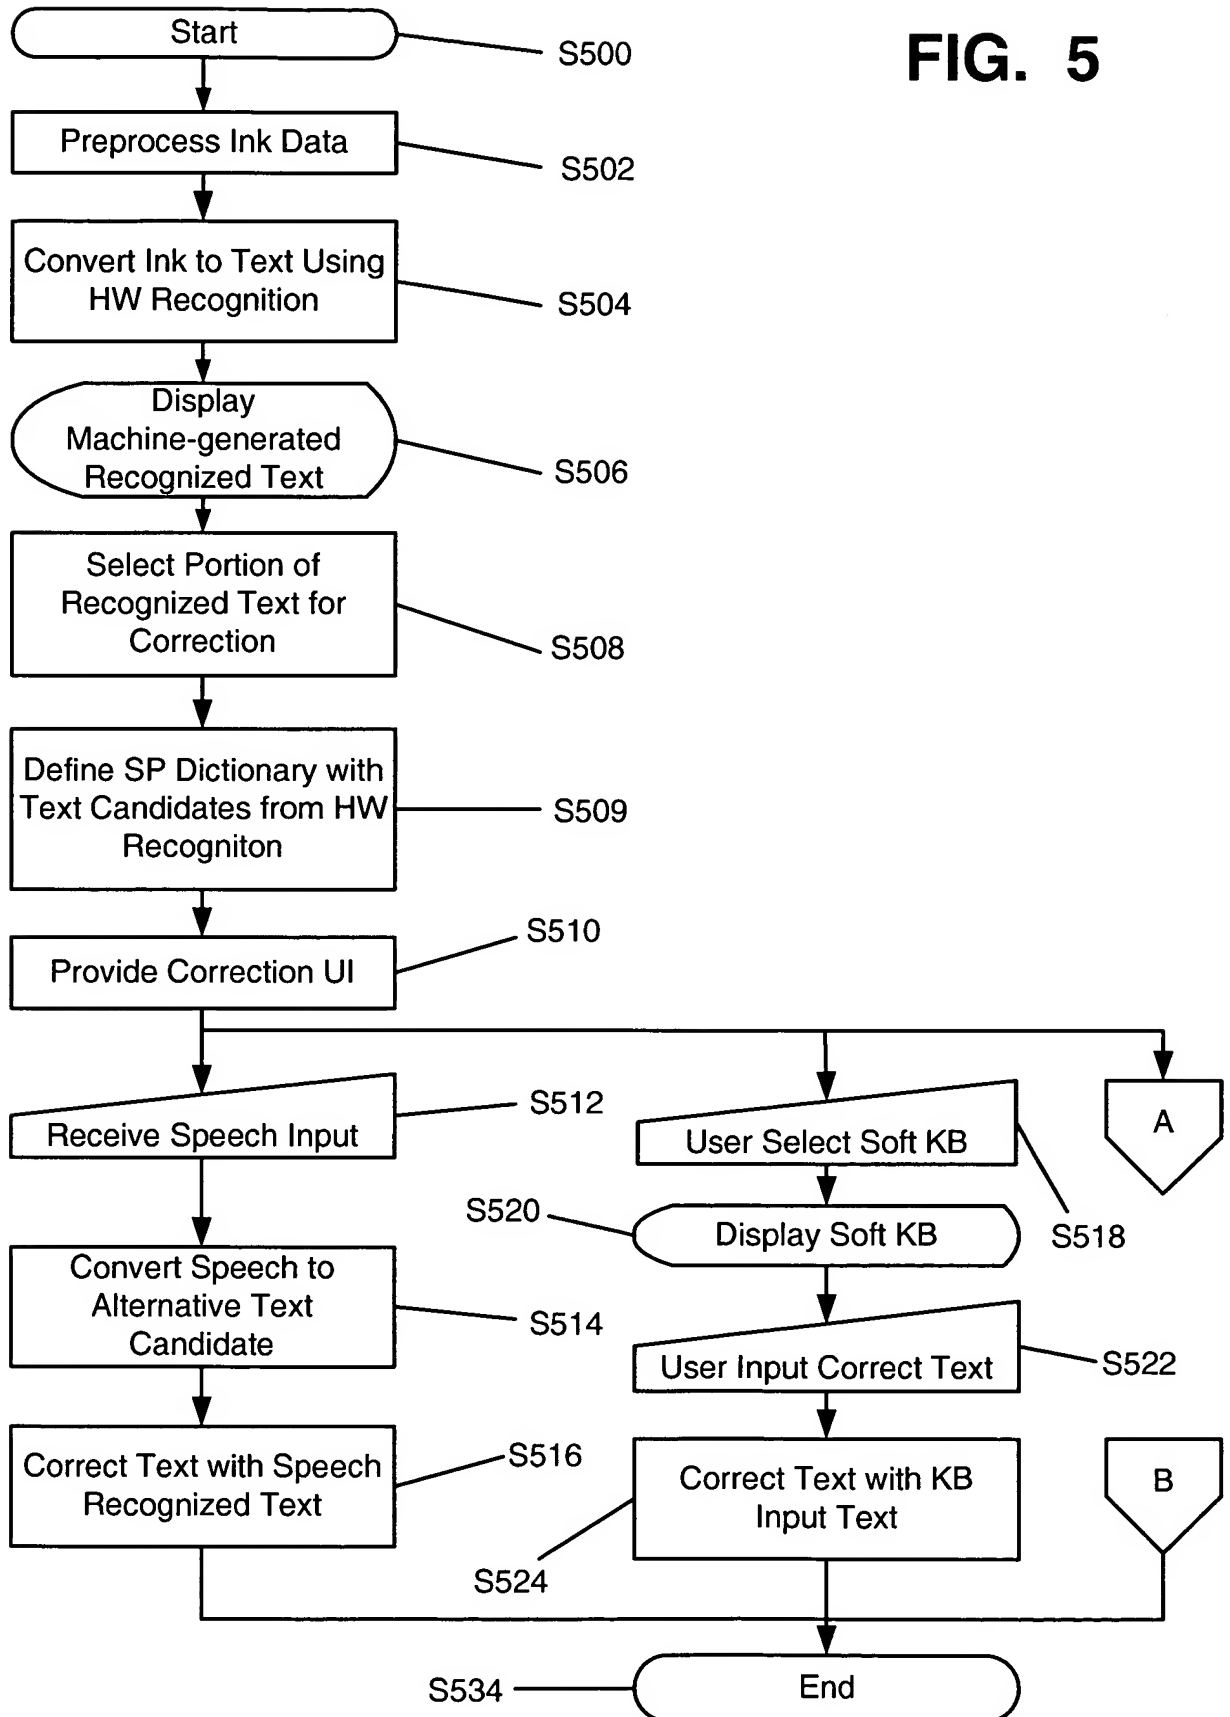 FIG. 5
Start
S500
Preprocess Ink Data
S502
Convert Ink to Text Using
HW Recognition
S504
Display
Machine-generated
Recognized Text
S506
Select Portion of
Recognized Text for
Correction
S508
Define SP Dictionary with
Text Candidates from HW
Recogniton
S509
Provide Correction UI
S510
Receive Speech Input
S512
Convert Speech to
Alternative Text
Candidate
S514
Correct Text with Speech
Recognized Text
S516
User Select Soft KB
S518
Display Soft KB
S520
User Input Correct Text
S522
Correct Text with KB
Input Text
S524
A
B
End
S534